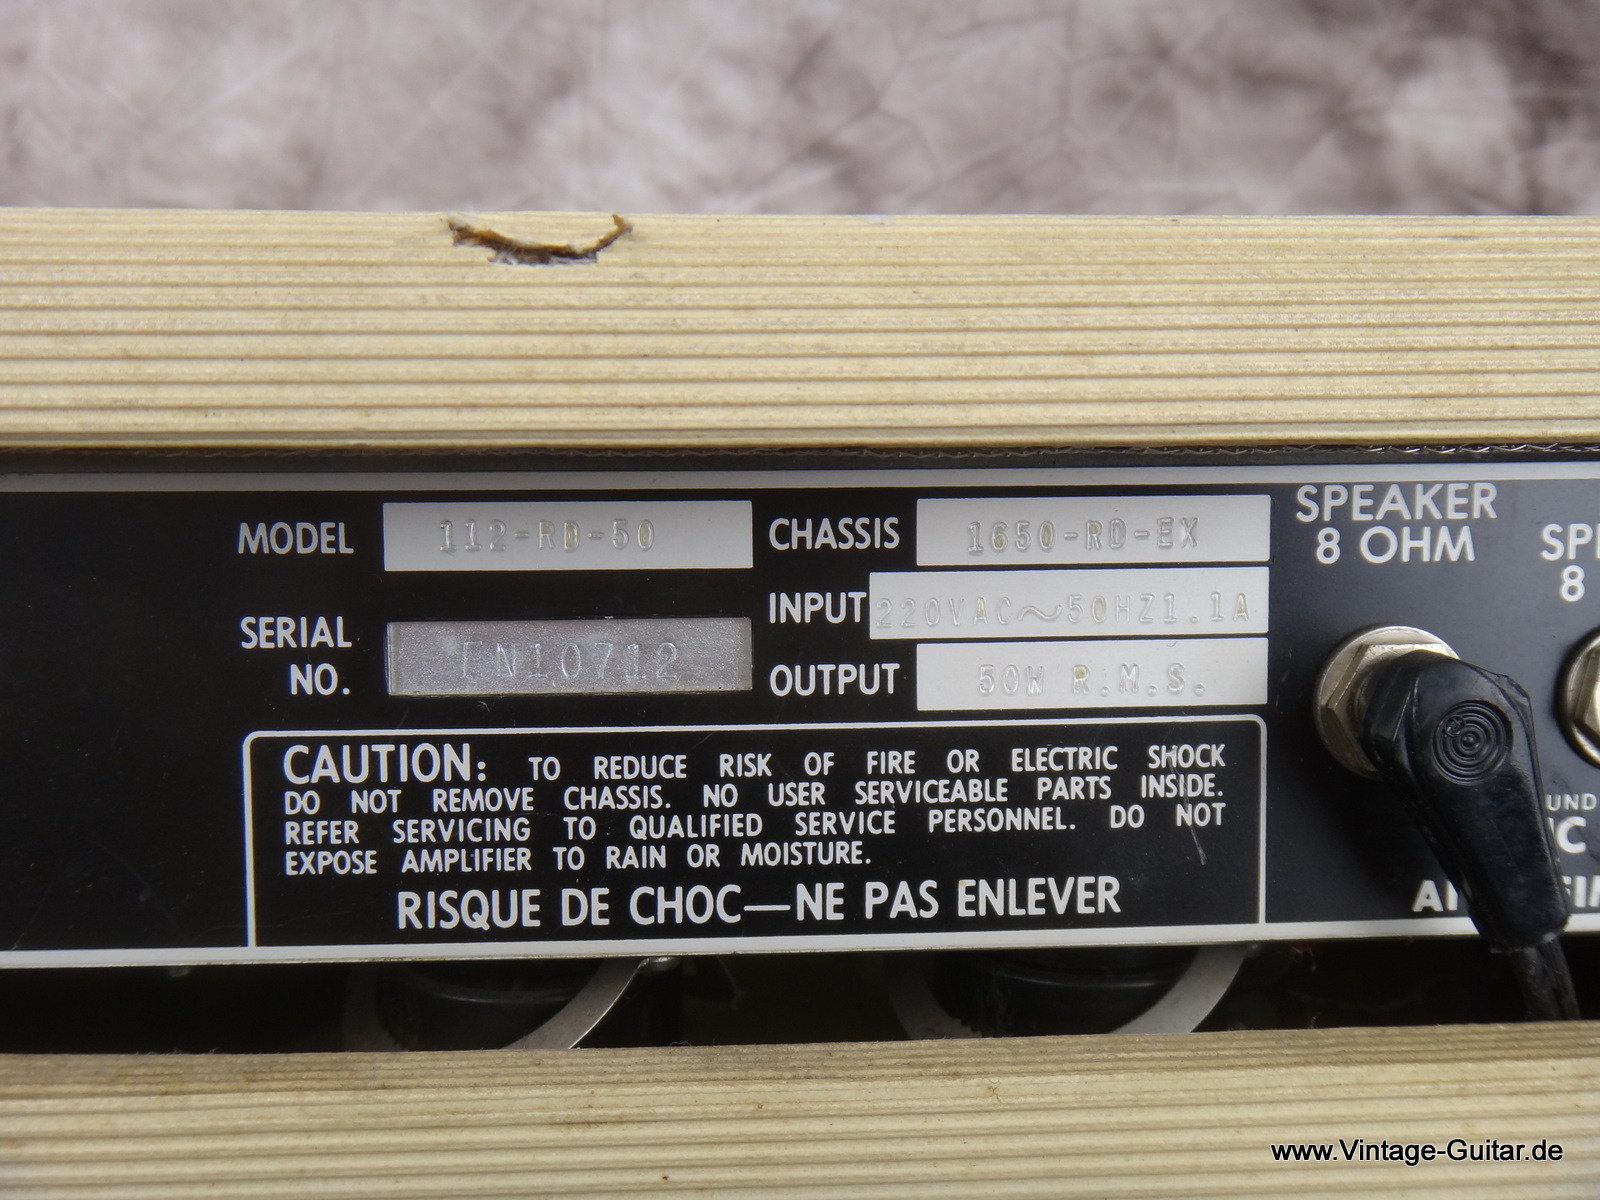 MODEL 112-RD-50
CHASSIS 1650-RD-EX
INPUT 220VAC~50HZ1.1A
SERIAL
NO. EN10712
OUTPUT 50W R.M.S.
SPEAKER
8 OHM
8
CAUTION: TO REDUCE RISK OF FIRE OR ELECTRIC SHOCK
DO NOT REMOVE CHASSIS. NO USER SERVICEABLE PARTS INSIDE.
REFER SERVICING TO QUALIFIED SERVICE PERSONNEL. DO NOT
EXPOSE AMPLIFIER TO RAIN OR MOISTURE.
RISQUE DE CHOC—NE PAS ENLEVER
www.Vintage-Guitar.de